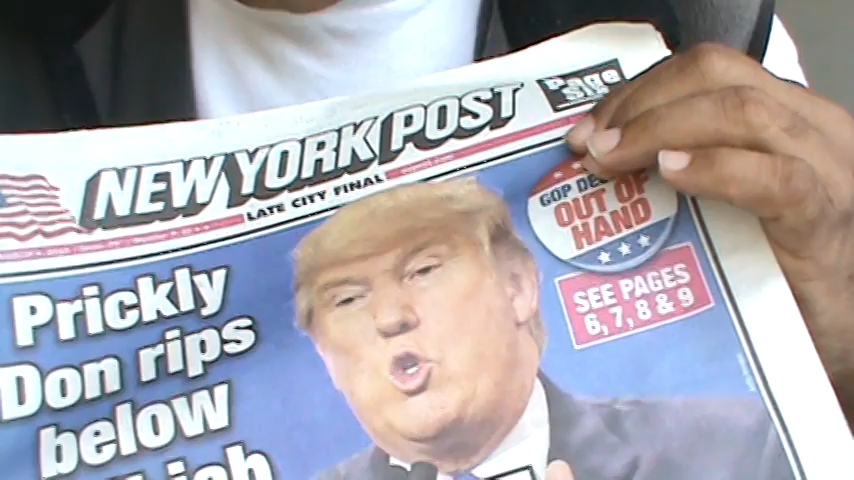 NEW YORK POST
Page
Six
LATE CITY FINAL
GOP
OUT OF
HAND
SEE PAGES
6, 7, 8 & 9
Prickly
Don rips
below